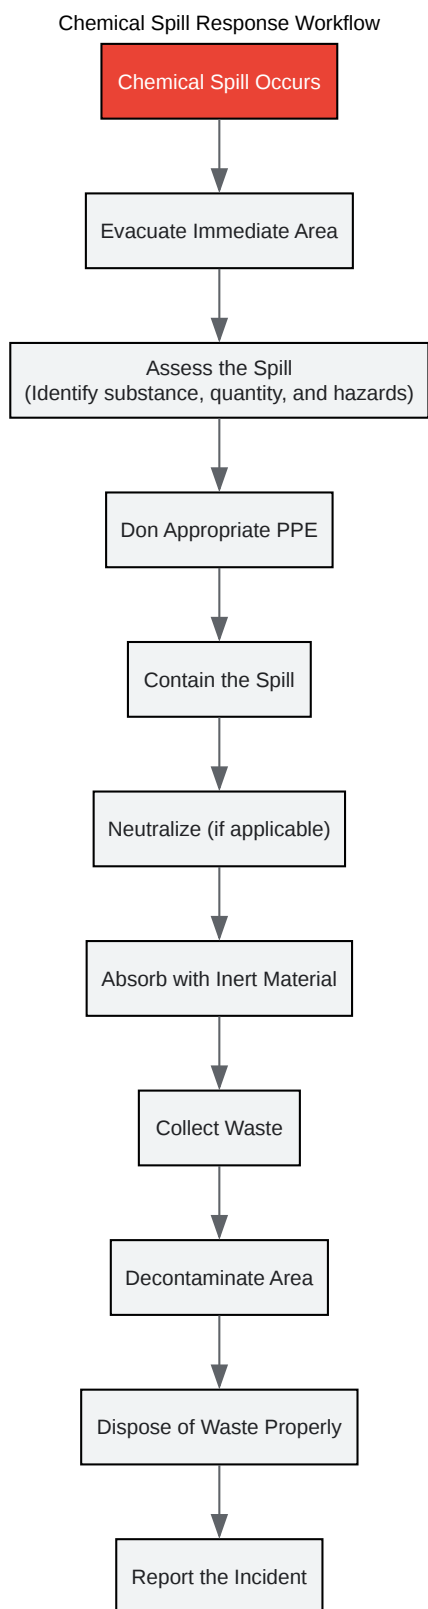 Chemical Spill Response Workflow
Chemical Spill Occurs
Evacuate Immediate Area
Assess the Spill
(Identify substance, quantity, and hazards)
Don Appropriate PPE
Contain the Spill
Neutralize (if applicable)
Absorb with Inert Material
Collect Waste
Decontaminate Area
Dispose of Waste Properly
Report the Incident